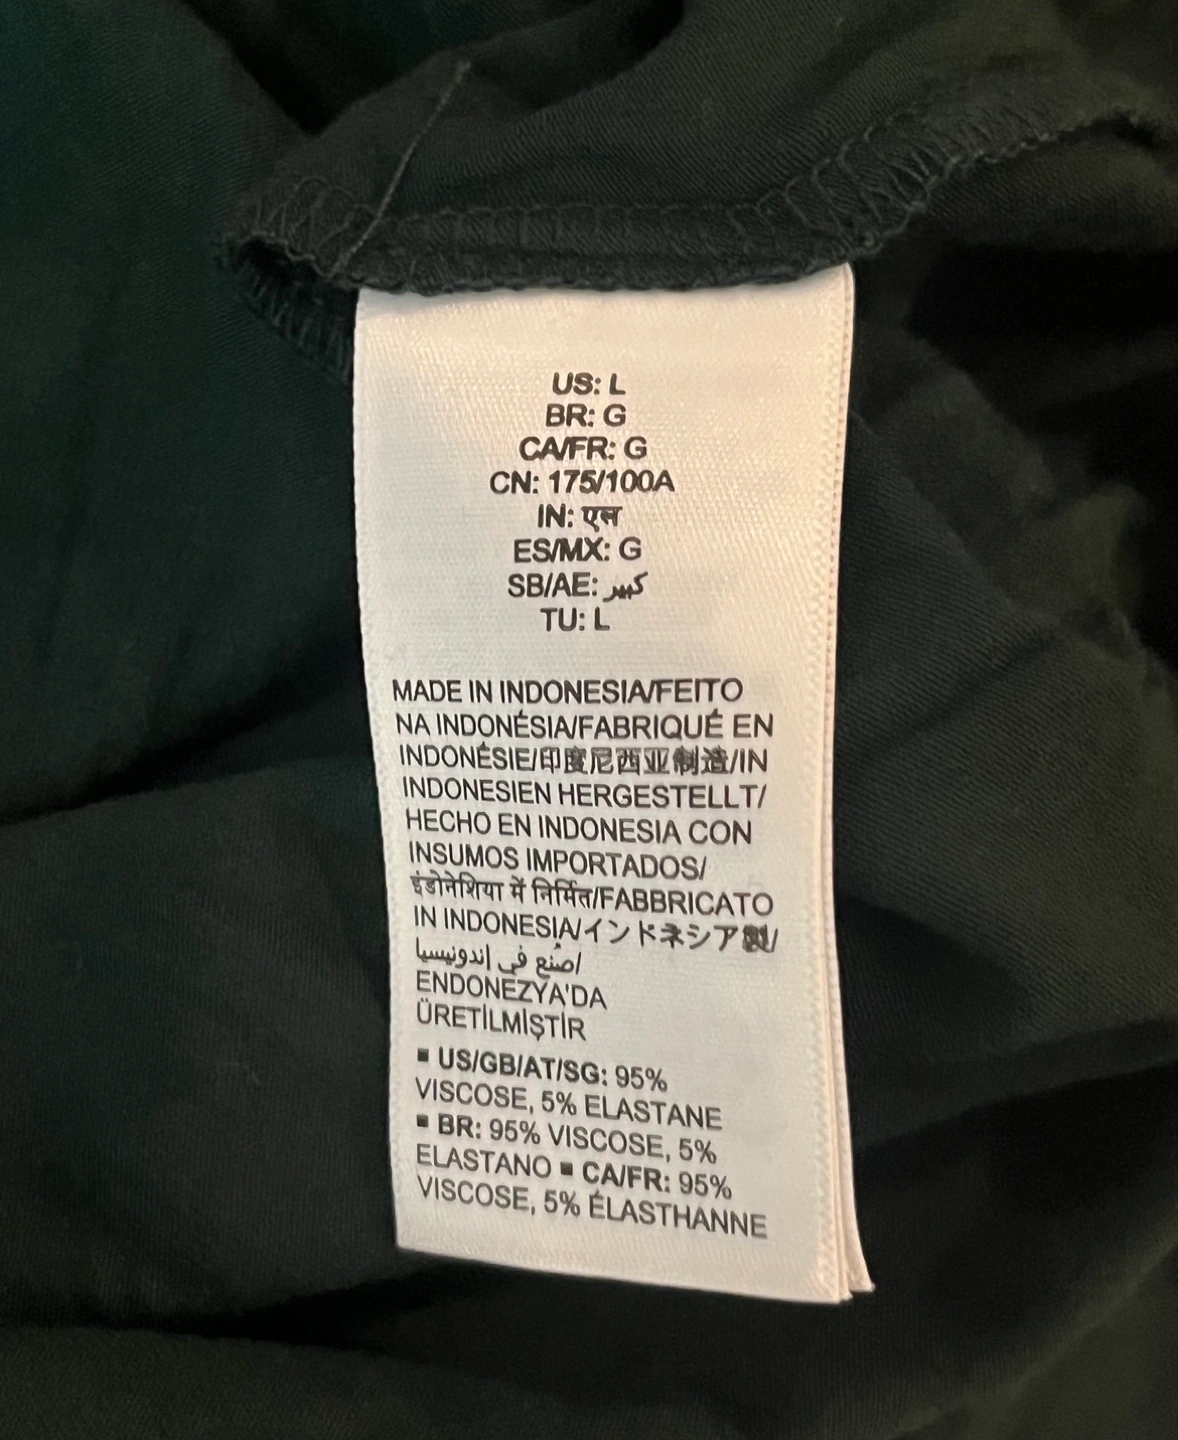 US: L
BR: G
CA/FR: G
CN: 175/100A
IN: एल
ES/MX: G
SB/AE: كبير
TU: L
MADE IN INDONESIA/FEITO
NA INDONÉSIA/FABRIQUÉ EN
INDONÉSIE/印度尼西亚制造/IN
INDONESIEN HERGESTELLT/
HECHO EN INDONESIA CON
INSUMOS IMPORTADOS/
इंडोनेशिया में निर्मित/FABBRICATO
IN INDONESIA/インドネシア製/
صُنع في إندونيسيا/
ENDONEZYA'DA
ÜRETİLMİŞTİR
▪ US/GB/AT/SG: 95%
VISCOSE, 5% ELASTANE
▪ BR: 95% VISCOSE, 5%
ELASTANO ▪ CA/FR: 95%
VISCOSE, 5% ÉLASTHANNE